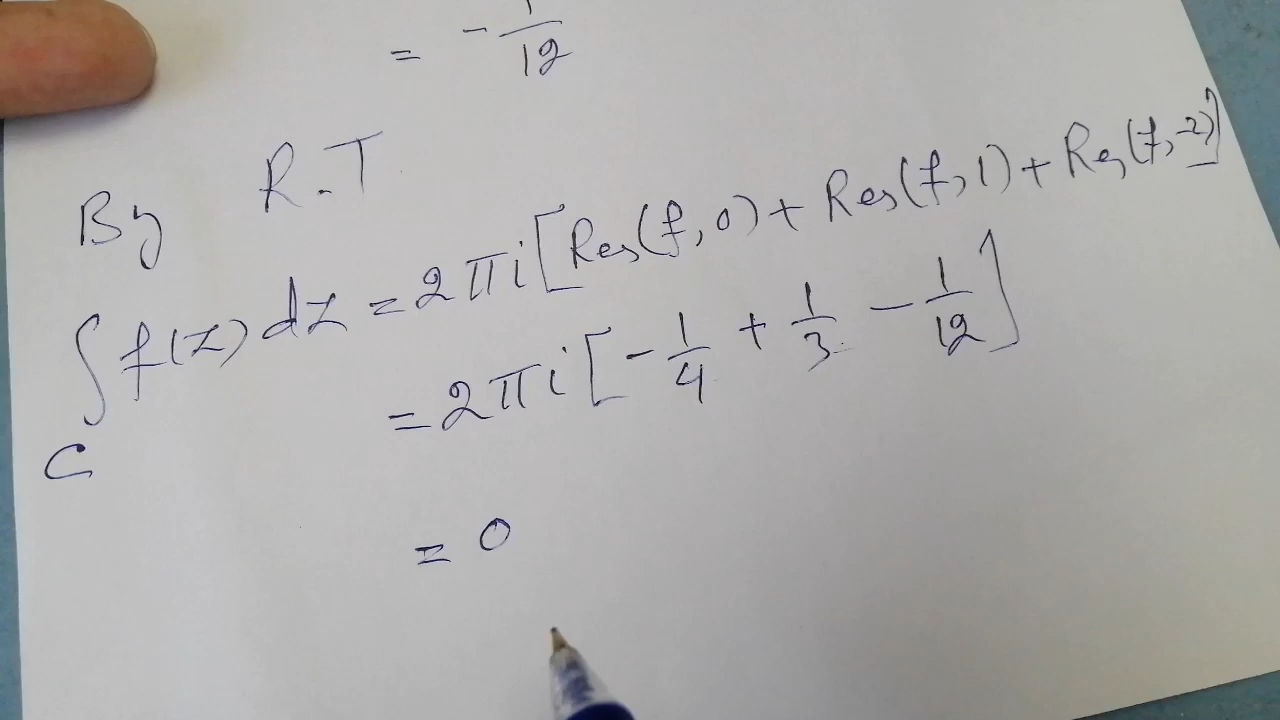 = - 1/12
By R.T
∫ f(z) dz = 2πi [Res(f,0) + Res(f,1) + Res(f,-2)]
C
= 2πi [-1/4 + 1/3 - 1/12]
= 0